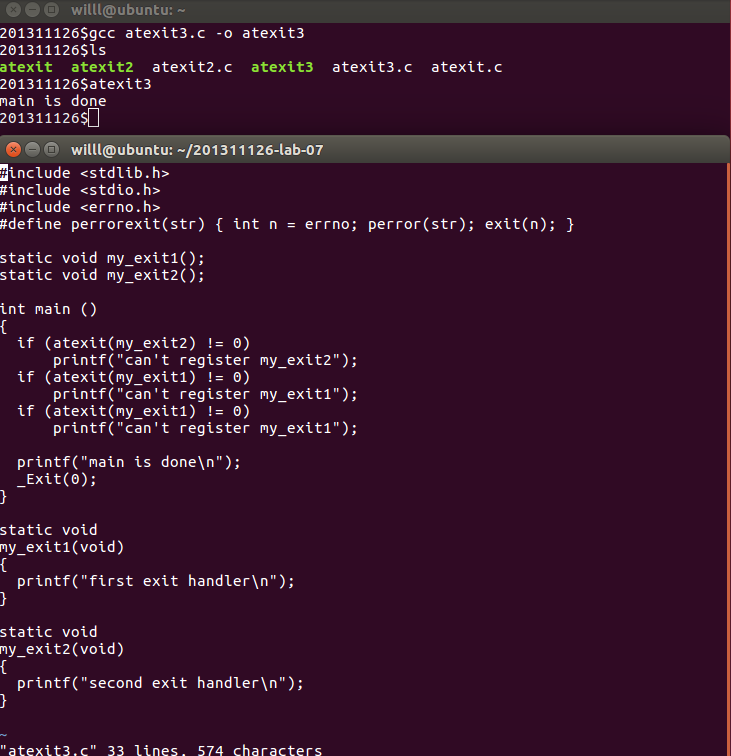 willl@ubuntu: ~
201311126$gcc atexit3.c -o atexit3
201311126$ls
atexit  atexit2  atexit2.c  atexit3  atexit3.c  atexit.c
201311126$atexit3
main is done
201311126$
willl@ubuntu: ~/201311126-lab-07
#include <stdlib.h>
#include <stdio.h>
#include <errno.h>
#define perrorexit(str) { int n = errno; perror(str); exit(n); }

static void my_exit1();
static void my_exit2();

int main ()
{
  if (atexit(my_exit2) != 0)
      printf("can't register my_exit2");
  if (atexit(my_exit1) != 0)
      printf("can't register my_exit1");
  if (atexit(my_exit1) != 0)
      printf("can't register my_exit1");

  printf("main is done\n");
  _Exit(0);
}

static void
my_exit1(void)
{
  printf("first exit handler\n");
}

static void
my_exit2(void)
{
  printf("second exit handler\n");
}

~
"atexit3.c" 33 lines, 574 characters